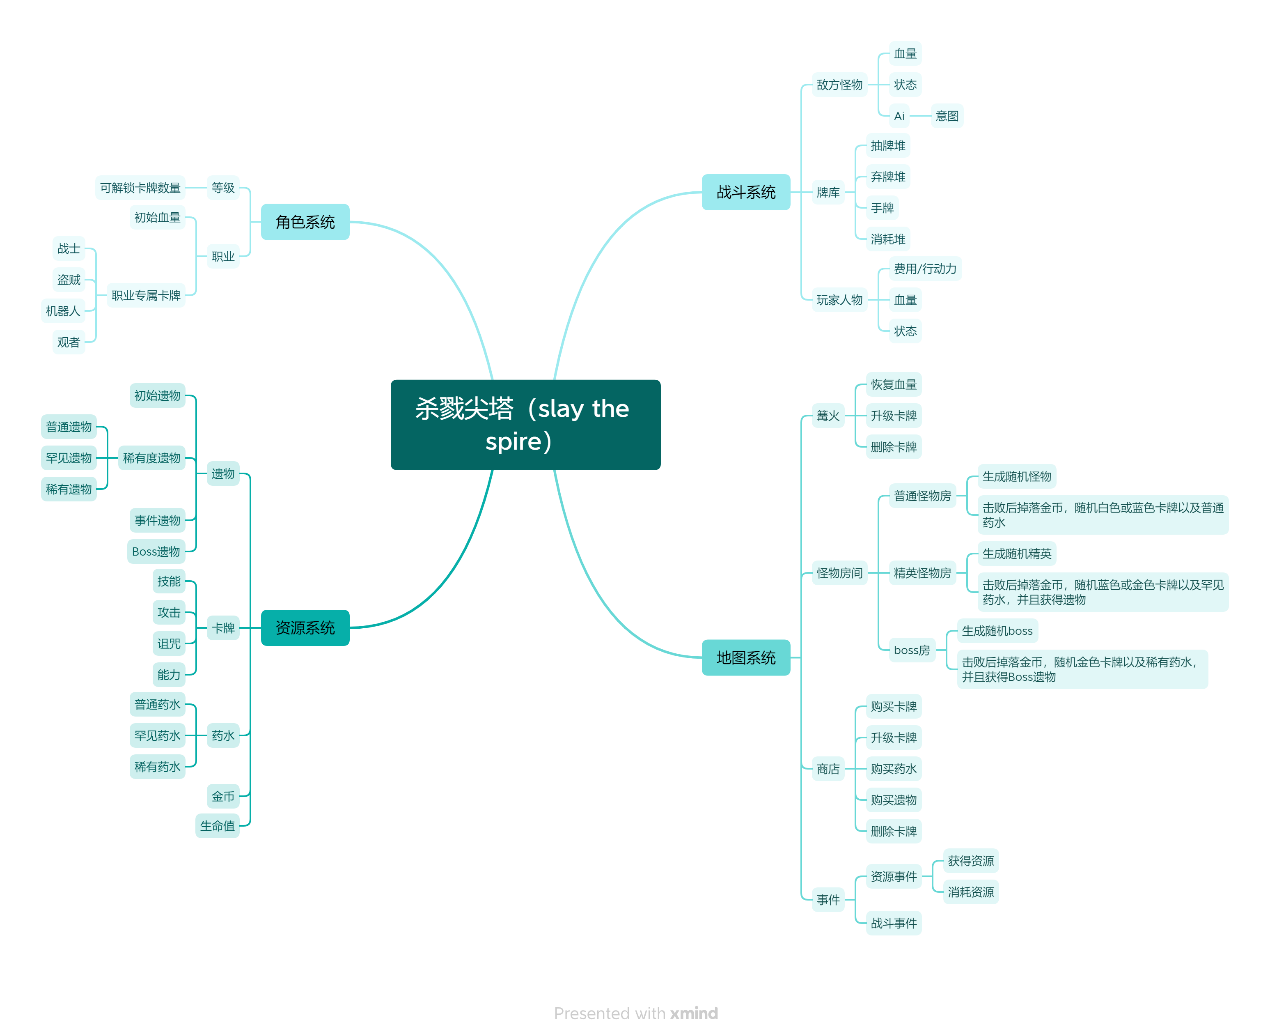 杀戮尖塔（slay the
spire）
战斗系统
敌方怪物
血量
状态
Ai
意图
牌库
抽牌堆
弃牌堆
手牌
消耗堆
玩家人物
费用/行动力
血量
状态
地图系统
篝火
恢复血量
升级卡牌
删除卡牌
怪物房间
普通怪物房
生成随机怪物
击败后掉落金币，随机白色或蓝色卡牌以及普通
药水
精英怪物房
生成随机精英
击败后掉落金币，随机蓝色或金色卡牌以及罕见
药水，并且获得遗物
boss房
生成随机boss
击败后掉落金币，随机金色卡牌以及稀有药水，
并且获得Boss遗物
商店
购买卡牌
升级卡牌
购买药水
购买遗物
删除卡牌
事件
资源事件
获得资源
消耗资源
战斗事件
角色系统
等级
可解锁卡牌数量
职业
初始血量
职业专属卡牌
战士
盗贼
机器人
观者
资源系统
遗物
初始遗物
稀有度遗物
普通遗物
罕见遗物
稀有遗物
事件遗物
Boss遗物
卡牌
技能
攻击
诅咒
能力
药水
普通药水
罕见药水
稀有药水
金币
生命值
Presented with xmind